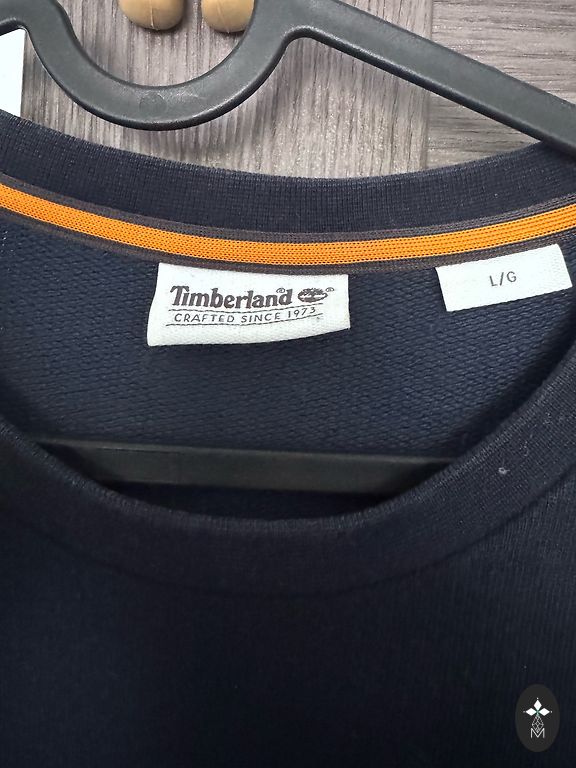 Timberland®
CRAFTED SINCE 1973
L/G
M